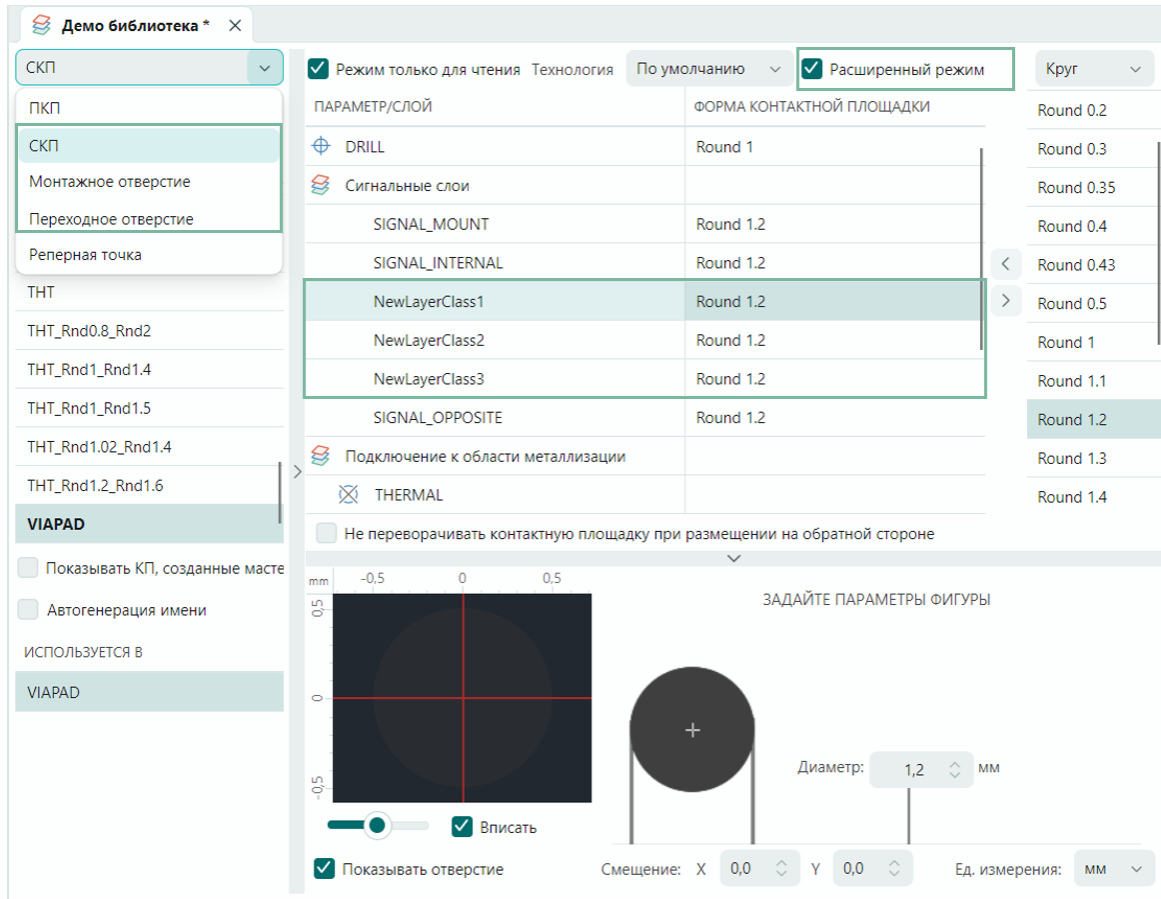 Демо библиотека *
СКП
ПКП
СКП
Монтажное отверстие
Переходное отверстие
Реперная точка
THT
THT_Rnd0.8_Rnd2
THT_Rnd1_Rnd1.4
THT_Rnd1_Rnd1.5
THT_Rnd1.02_Rnd1.4
THT_Rnd1.2_Rnd1.6
VIAPAD
Показывать КП, созданные масте
Автогенерация имени
ИСПОЛЬЗУЕТСЯ В
VIAPAD
Режим только для чтения Технология По умолчанию Расширенный режим
ПАРАМЕТР/СЛОЙ ФОРМА КОНТАКТНОЙ ПЛОЩАДКИ
DRILL Round 1
Сигнальные слои
SIGNAL_MOUNT Round 1.2
SIGNAL_INTERNAL Round 1.2
NewLayerClass1 Round 1.2
NewLayerClass2 Round 1.2
NewLayerClass3 Round 1.2
SIGNAL_OPPOSITE Round 1.2
Подключение к области металлизации
THERMAL
Не переворачивать контактную площадку при размещении на обратной стороне
Круг
Round 0.2
Round 0.3
Round 0.35
Round 0.4
Round 0.43
Round 0.5
Round 1
Round 1.1
Round 1.2
Round 1.3
Round 1.4
mm -0,5 0 0,5
0,5
0
-0,5
Вписать
Показывать отверстие
ЗАДАЙТЕ ПАРАМЕТРЫ ФИГУРЫ
Диаметр: 1,2 мм
Смещение: X 0,0 Y 0,0 Ед. измерения: мм